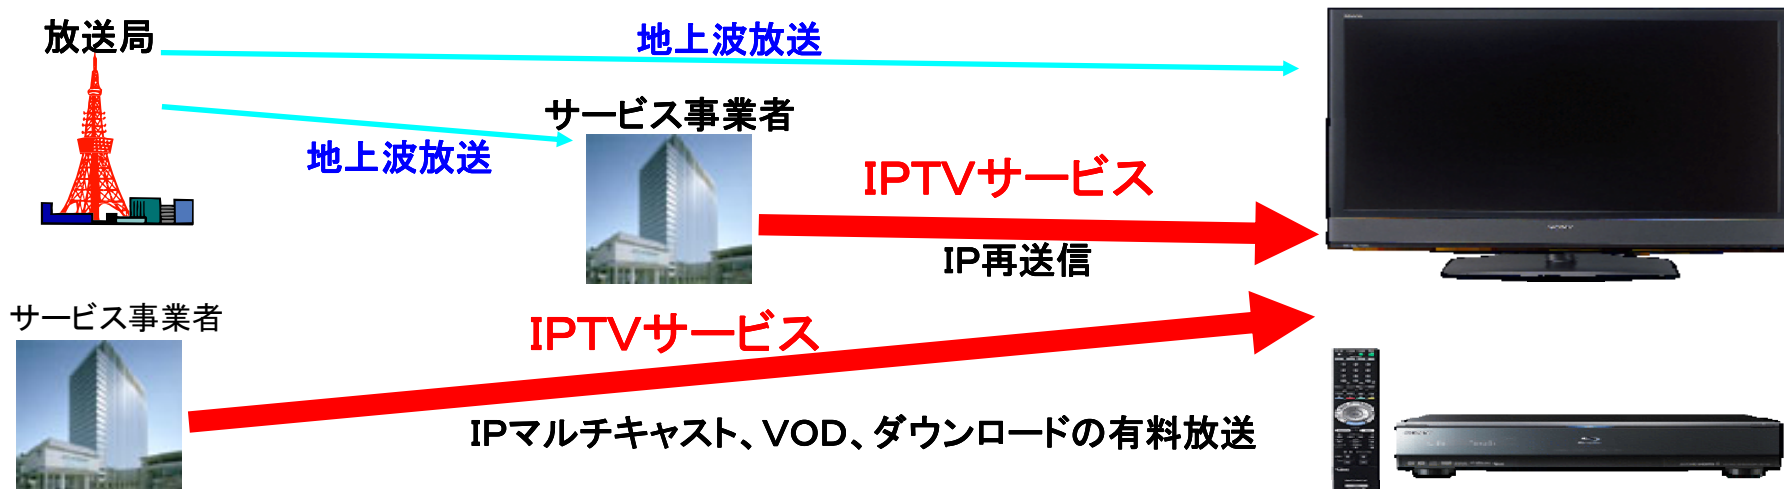 放送局
地上波放送
サービス事業者
地上波放送
IPTVサービス
IP再送信
サービス事業者
IPTVサービス
IPマルチキャスト、VOD、ダウンロードの有料放送
SONY